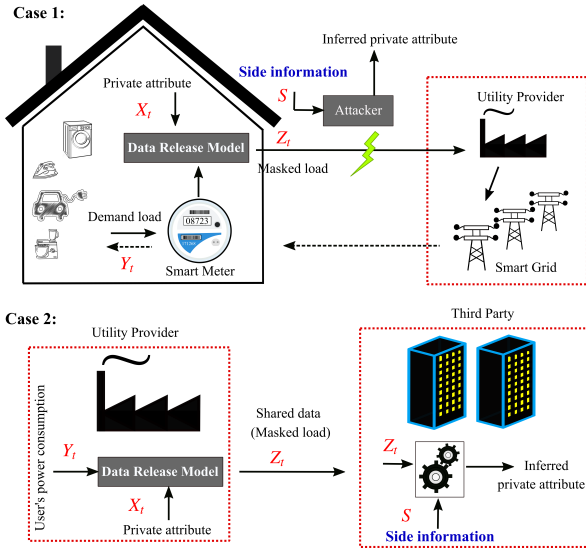 Case 1:
Inferred private attribute
Side information
Private attribute
X_t
S
Attacker
Utility Provider
Data Release Model
Z_t
Masked load
Demand load
08723
Y_t
Smart Meter
Smart Grid
Case 2:
Utility Provider
Third Party
User's power consumption
Shared data
(Masked load)
Y_t
Data Release Model
Z_t
Z_t
Inferred
private attribute
X_t
S
Private attribute
Side information